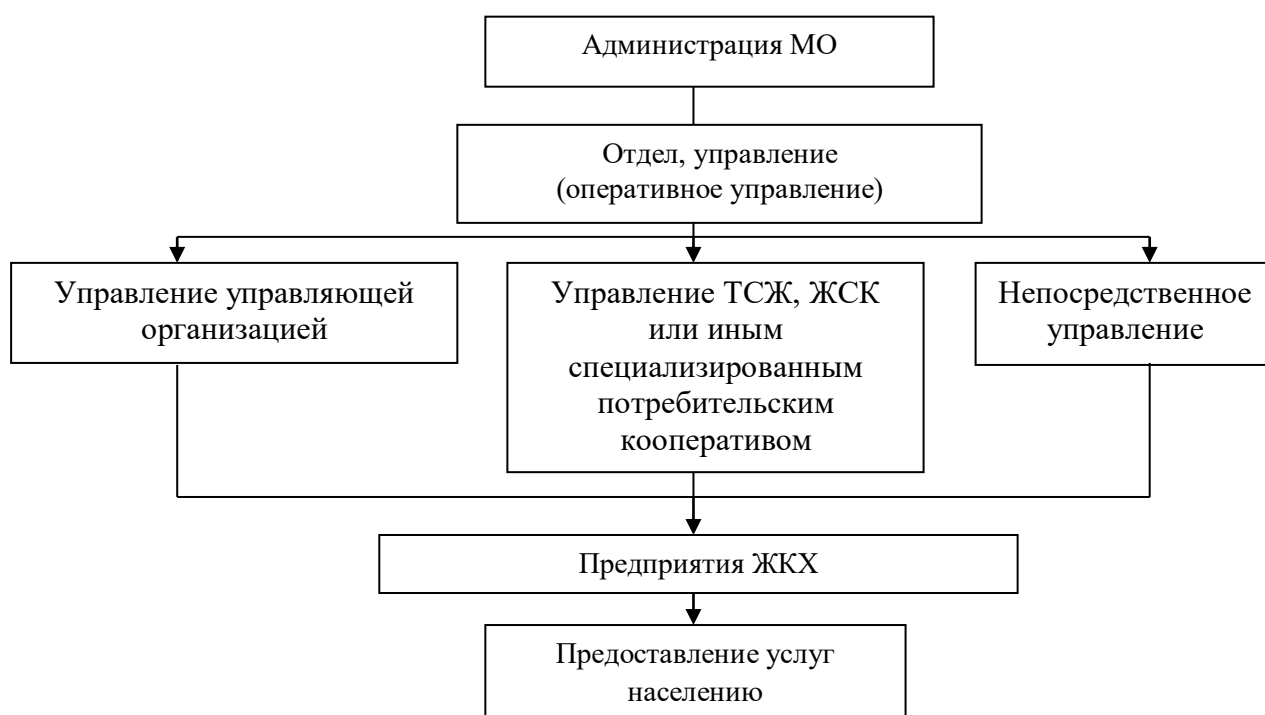 Администрация МО
Отдел, управление
(оперативное управление)
Управление управляющей
организацией
Управление ТСЖ, ЖСК
или иным
специализированным
потребительским
кооперативом
Непосредственное
управление
Предприятия ЖКХ
Предоставление услуг
населению